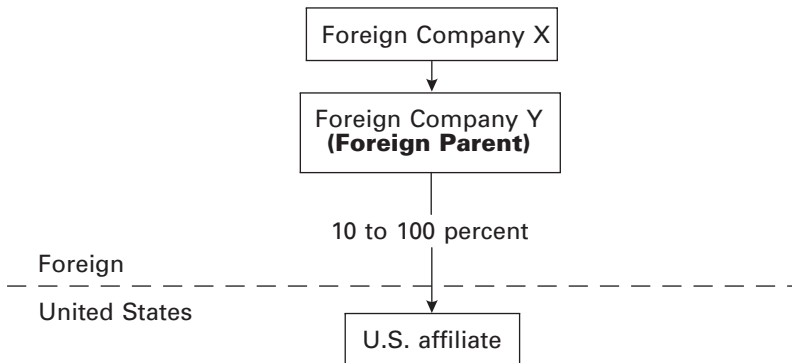 Foreign Company X
Foreign Company Y
(Foreign Parent)
10 to 100 percent
Foreign
United States
U.S. affiliate